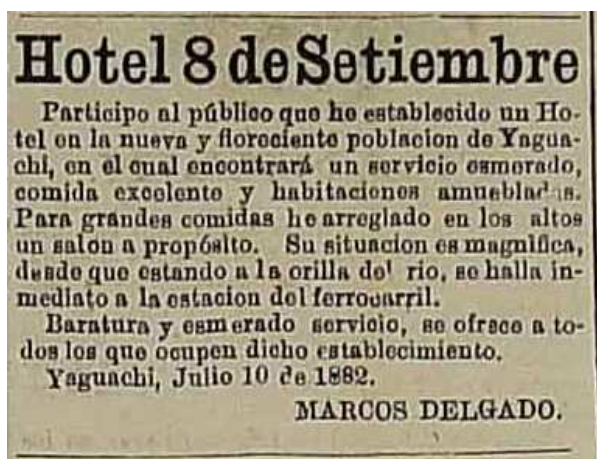 Hotel 8 de Setiembre
Participo al público que he establecido un Ho-
tel en la nueva y floreciente poblacion de Yagua-
chi, en el cual encontrará un servicio esmerado,
comida excelente y habitaciones amuebladas.
Para grandes comidas he arreglado en los altos
un salon a propósito. Su situacion es magnifica,
desde que estando a la orilla del rio, se halla in-
mediato a la estacion del ferrocarril.
Baratura y esmerado servicio, se ofrece a to-
dos los que ocupen dicho establecimiento.
Yaguachi, Julio 10 de 1882.
MARCOS DELGADO.